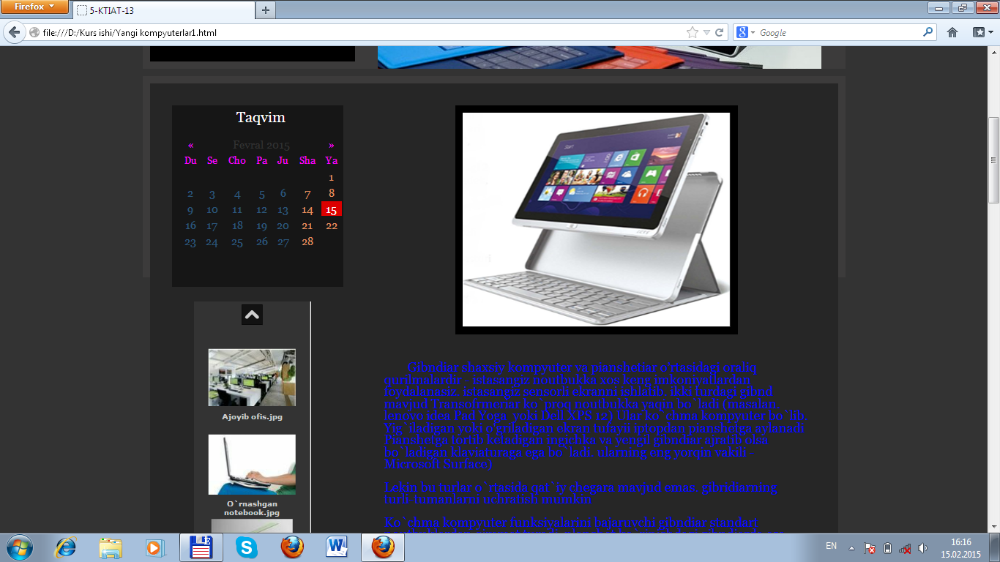 Firefox
5-KTIAT-13
file:///D:/Kurs ishi/Yangi kompyuterlar1.html
Google
Taqvim
« Fevral 2015 »
Du Se Cho Pa Ju Sha Ya
1
2 3 4 5 6 7 8
9 10 11 12 13 14 15
16 17 18 19 20 21 22
23 24 25 26 27 28
Start
Ajoyib ofis.jpg
O`rnashgan
notebook.jpg
Gibridlar shaxsiy kompyuter va planshetlar o'rtasidagi oraliq
qurilmalardir - istasangiz noutbukka xos keng imkoniyatlardan
foydalanasiz, istasangiz sensorli ekranni ishlatib, ikki turdagi gibrid
mavjud Transformerlar ko`proq noutbukka yaqin bo`ladi (masalan,
lenovo idea Pad Yoga yoki Dell XPS 12) Ular ko`chma kompyuter bo`lib,
Yig`iladigan yoki o'griladigan ekran tufayli iptopdan planshetga aylanadi
Planshetga tortib ketadigan ingichka va yengil gibridlar ajratib olsa
bo`ladigan klaviaturaga ega bo`ladi, ularning eng yorqin vakili -
Microsoft Surface)
Lekin bu turlar o`rtasida qat`iy chegara mavjud emas, gibridlarning
turli-tumanlarni uchratish mumkin
Ko`chma kompyuter funksiyalarini bajaruvchi gibridlar standart
EN
16:16
15.02.2015